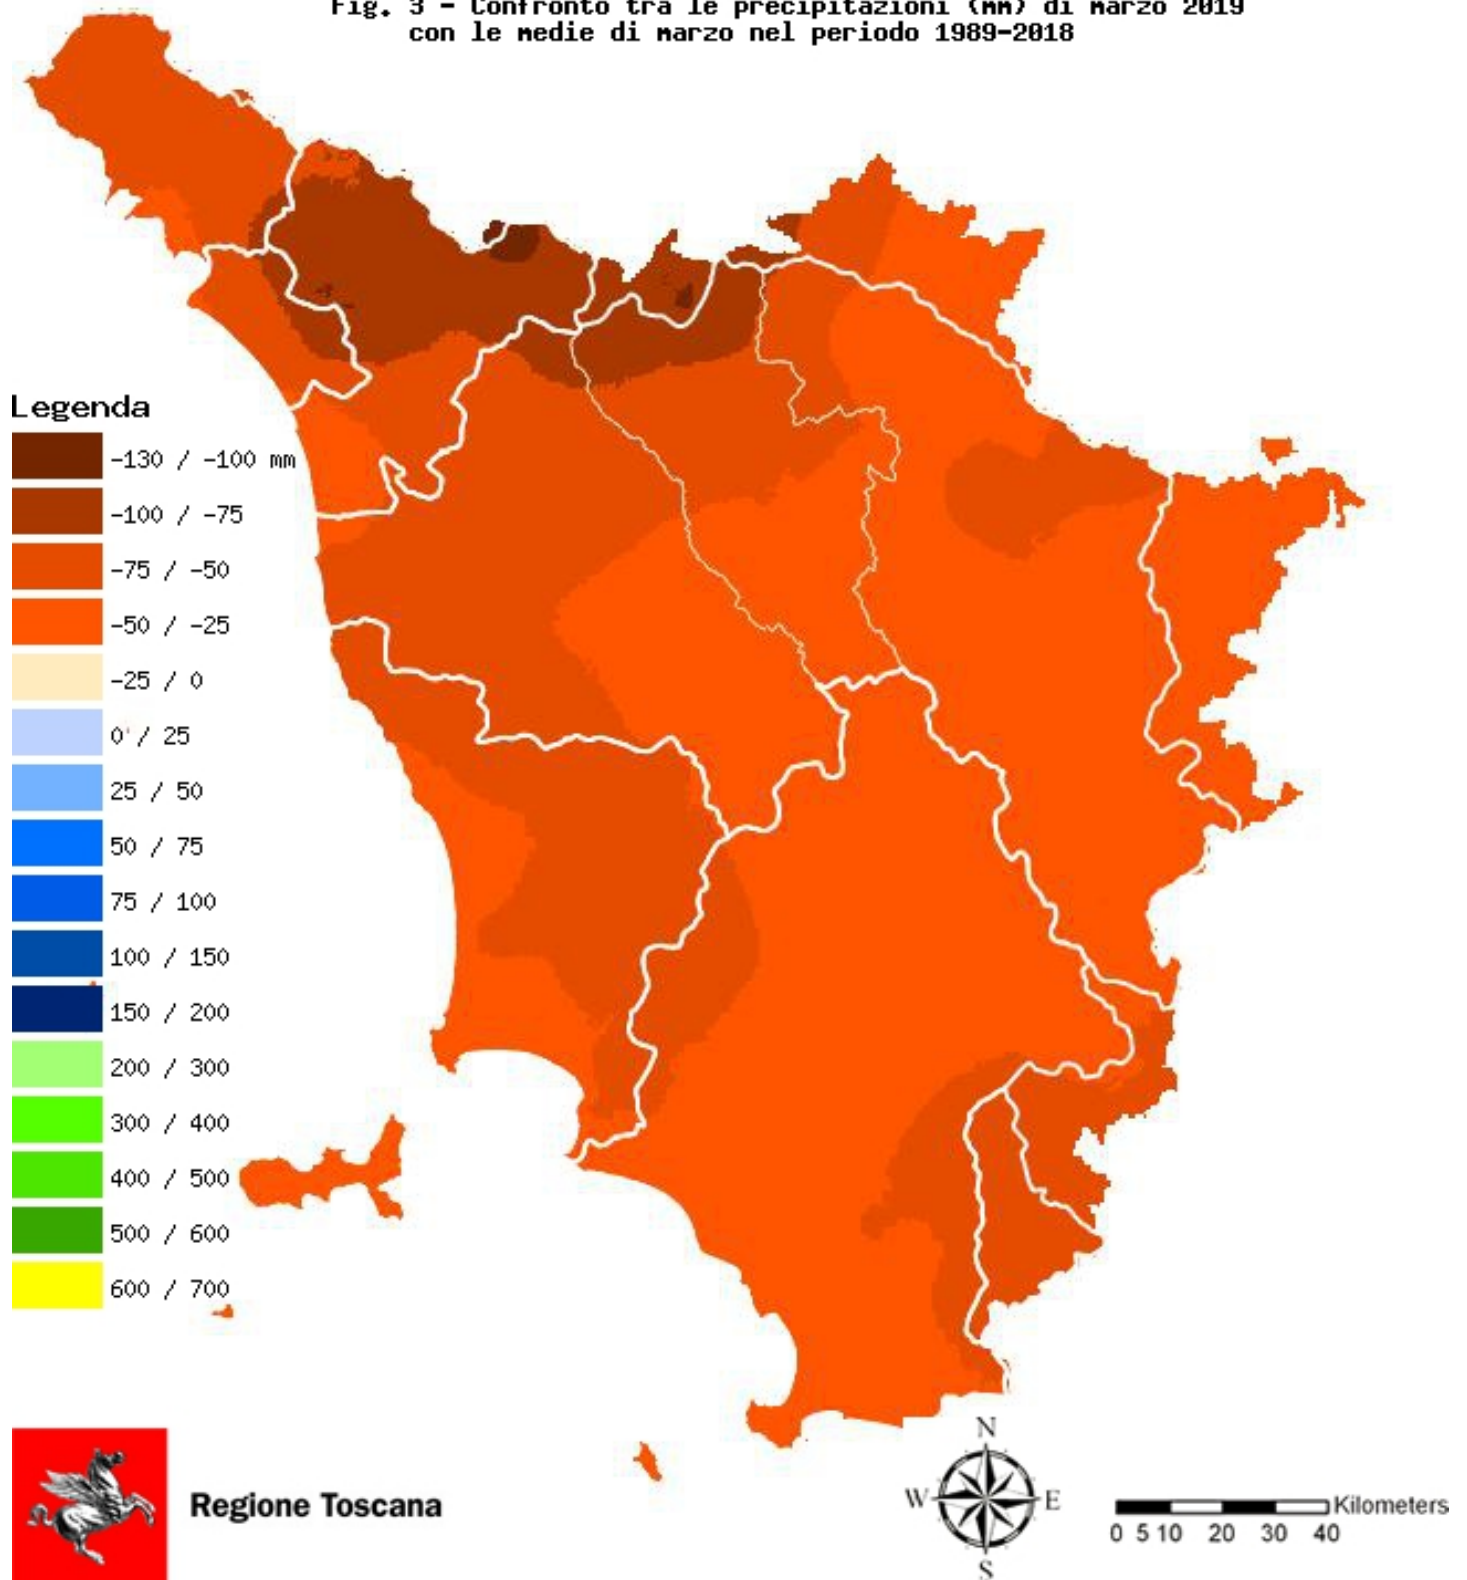 Fig. 3 - Confronto tra le precipitazioni (mm) di marzo 2019
con le medie di marzo nel periodo 1989-2018
Legenda
-130 / -100 mm
-100 / -75
-75 / -50
-50 / -25
-25 / 0
0 / 25
25 / 50
50 / 75
75 / 100
100 / 150
150 / 200
200 / 300
300 / 400
400 / 500
500 / 600
600 / 700
Regione Toscana
N
W E
S
Kilometers
0 5 10 20 30 40